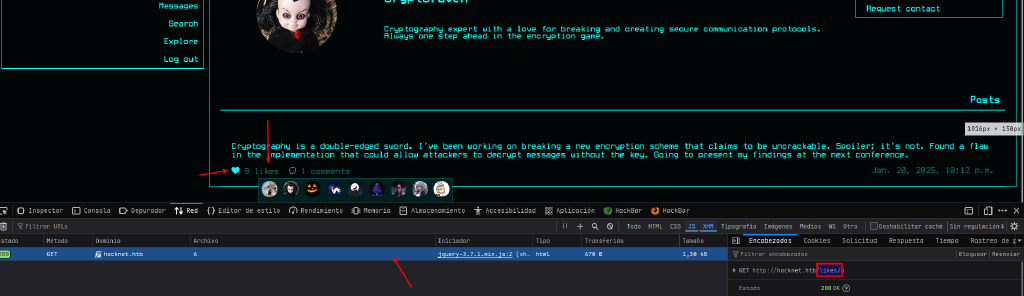 Messages
Search
Explore
Log out
Cryptography expert with a love for breaking and creating secure communication protocols.
Always one step ahead in the encryption game.
Request contact
Posts
1916px × 150px
Cryptography is a double-edged sword. I've been working on breaking a new encryption scheme that claims to be uncrackable. Spoiler: it's not. Found a flaw
in the implementation that could allow attackers to decrypt messages without the key. Going to present my findings at the next conference.
9 likes 1 comments
Jan. 20, 2025, 10:12 p.m.
Inspector Consola Depurador Red Editor de estilo Rendimiento Memoria Almacenamiento Accesibilidad Aplicación HackBar HackBar
Filtrar URLs
Todo HTML CSS JS XHR Tipografía Imágenes Medios WS Otro Deshabilitar caché Sin regulación
Estado Método Dominio Archivo Iniciador Tipo Transferido Tamaño
200 GET hacknet.htb 6 jquery-3.7.1.min.js:2 (xh… html 670 B 1,30 kB
Encabezados Cookies Solicitud Respuesta Tiempo Rastreo de p
Filtrar encabezados Bloquear Reenviar
GET http://hacknet.htb/likes/6
Estado 200 OK